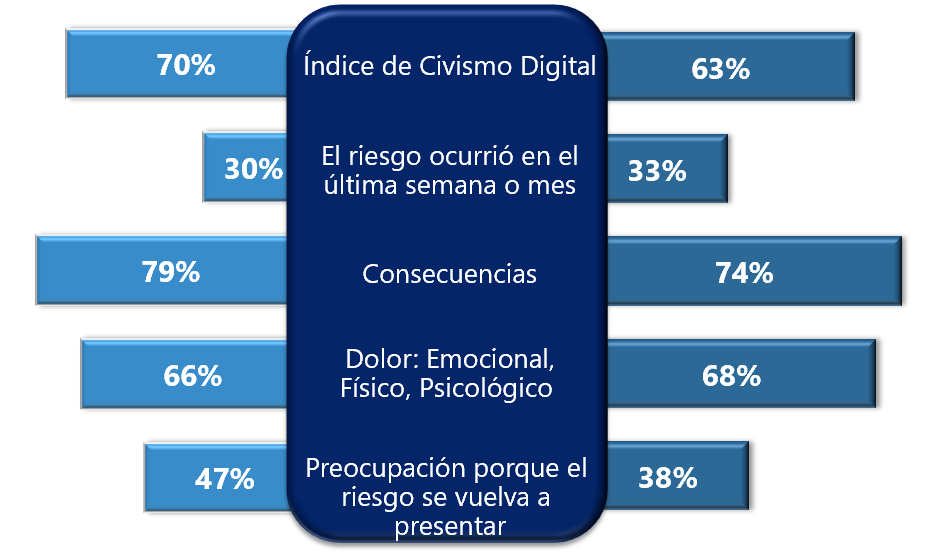 70%
Índice de Civismo Digital
63%
30%
El riesgo ocurrió en el
última semana o mes
33%
79%
Consecuencias
74%
66%
Dolor: Emocional,
Físico, Psicológico
68%
47%
Preocupación porque el
riesgo se vuelva a
presentar
38%